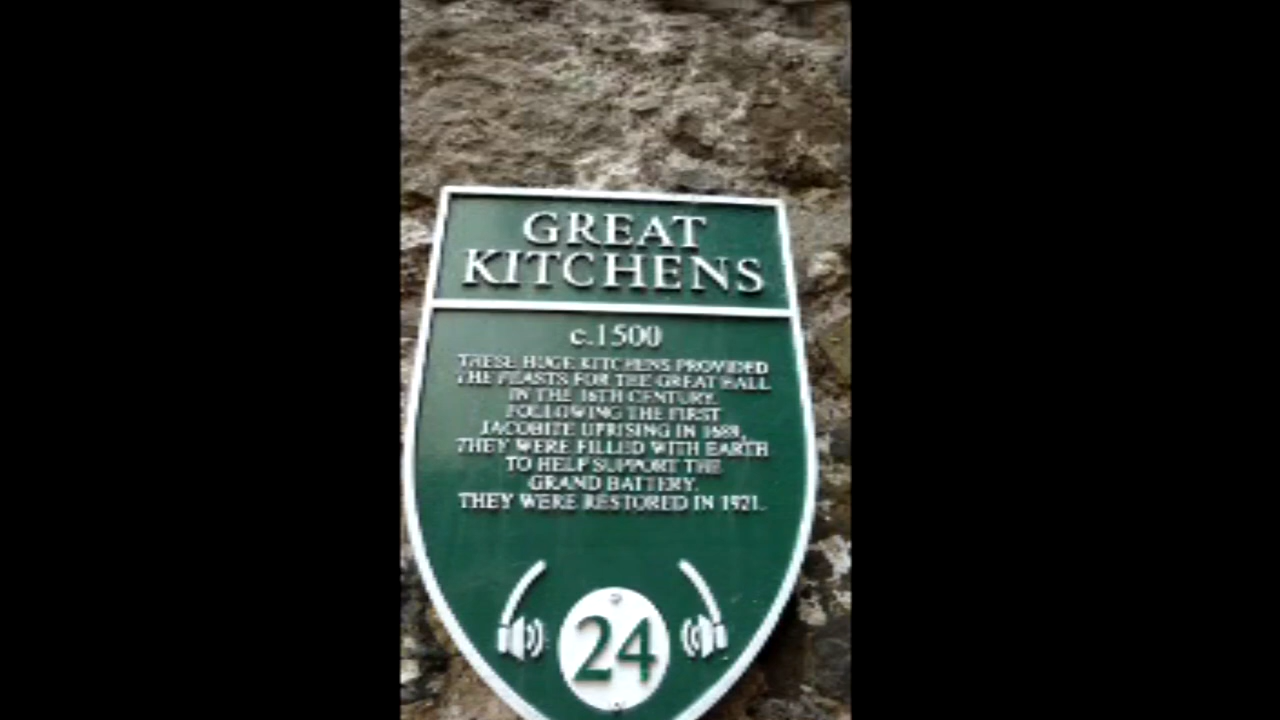 GREAT
KITCHENS
c.1500
THESE HUGE KITCHENS PROVIDED
THE FEASTS FOR THE GREAT HALL
IN THE 16TH CENTURY.
FOLLOWING THE FIRST
JACOBITE UPRISING IN 1689,
THEY WERE FILLED WITH EARTH
TO HELP SUPPORT THE
GRAND BATTERY.
THEY WERE RESTORED IN 1921.
24